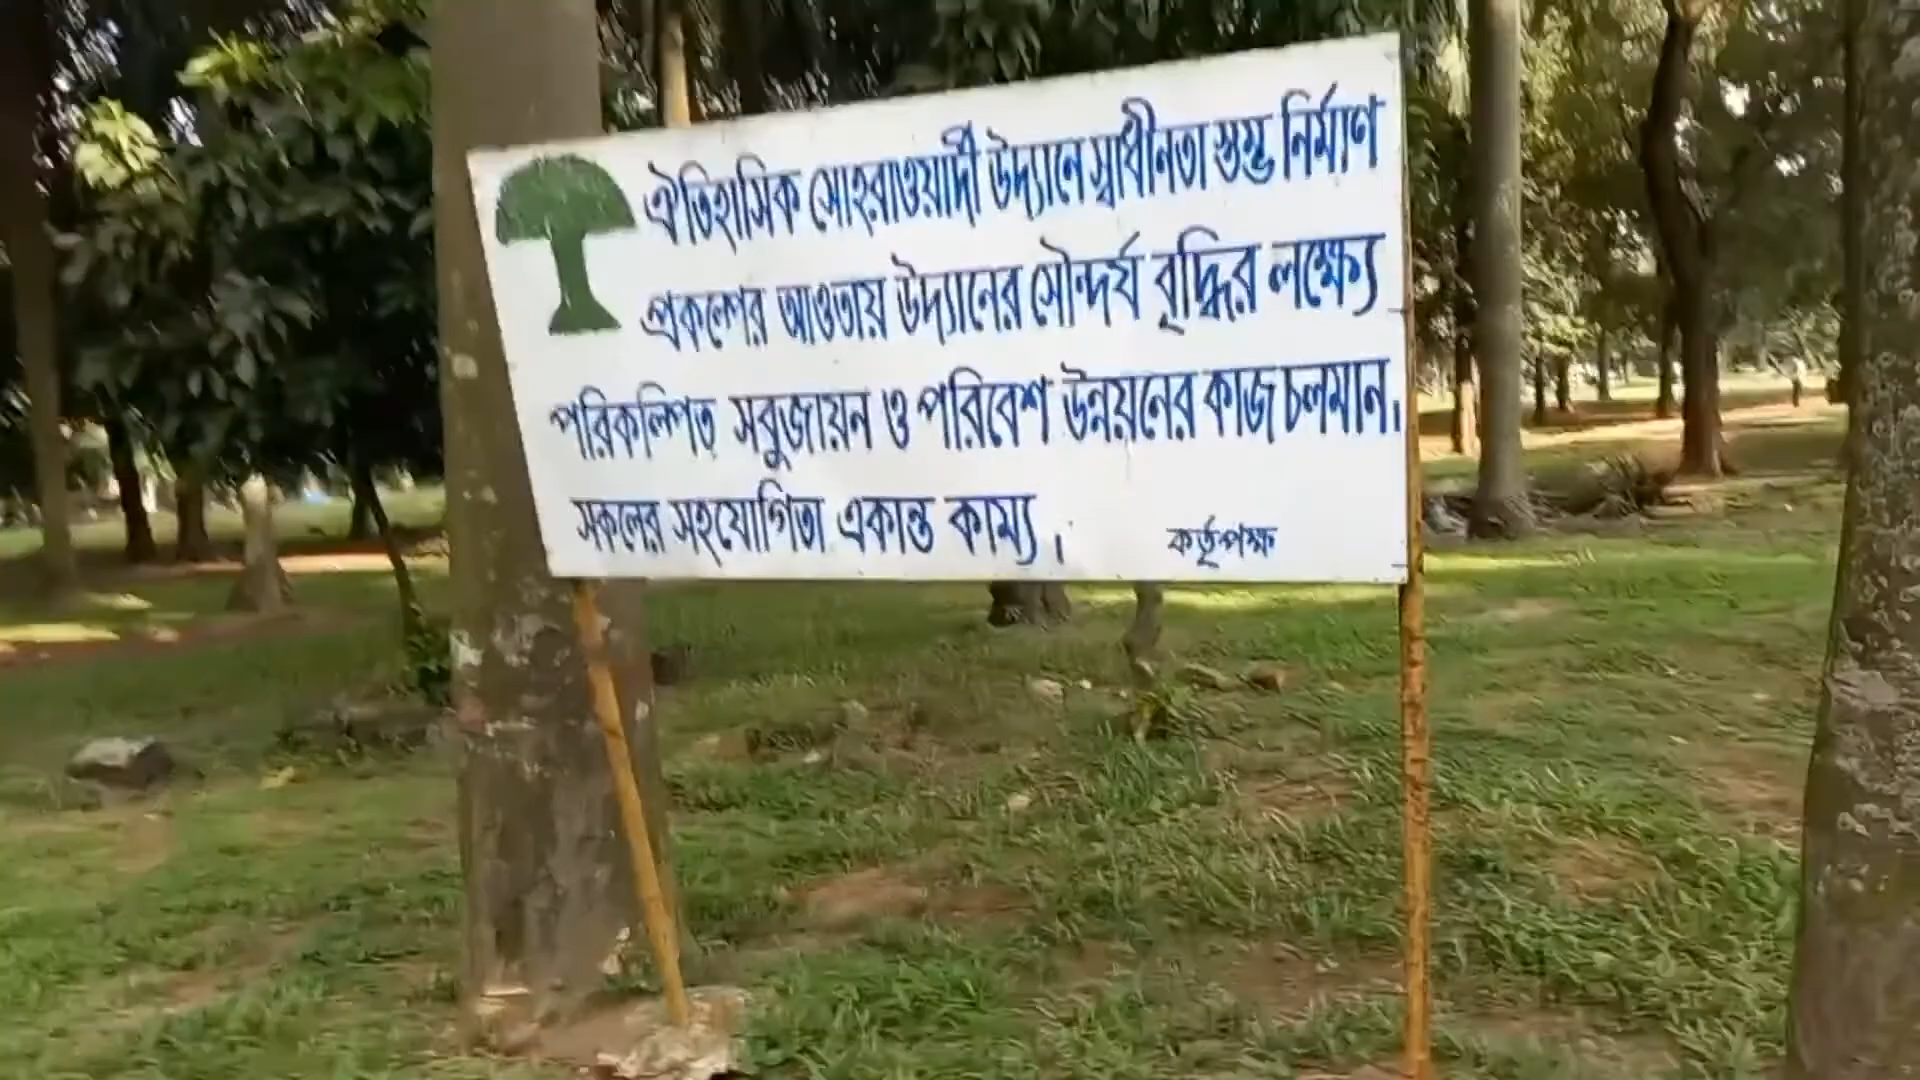 ঐতিহাসিক সোহরাওয়ার্দী উদ্যানে স্বাধীনতা স্তম্ভ নির্মাণ
প্রকল্পের আওতায় উদ্যানের সৌন্দর্য বৃদ্ধির লক্ষ্যে
পরিকল্পিত সবুজায়ন ও পরিবেশ উন্নয়নের কাজ চলমান।
সকলের সহযোগিতা একান্ত কাম্য।
কর্তৃপক্ষ